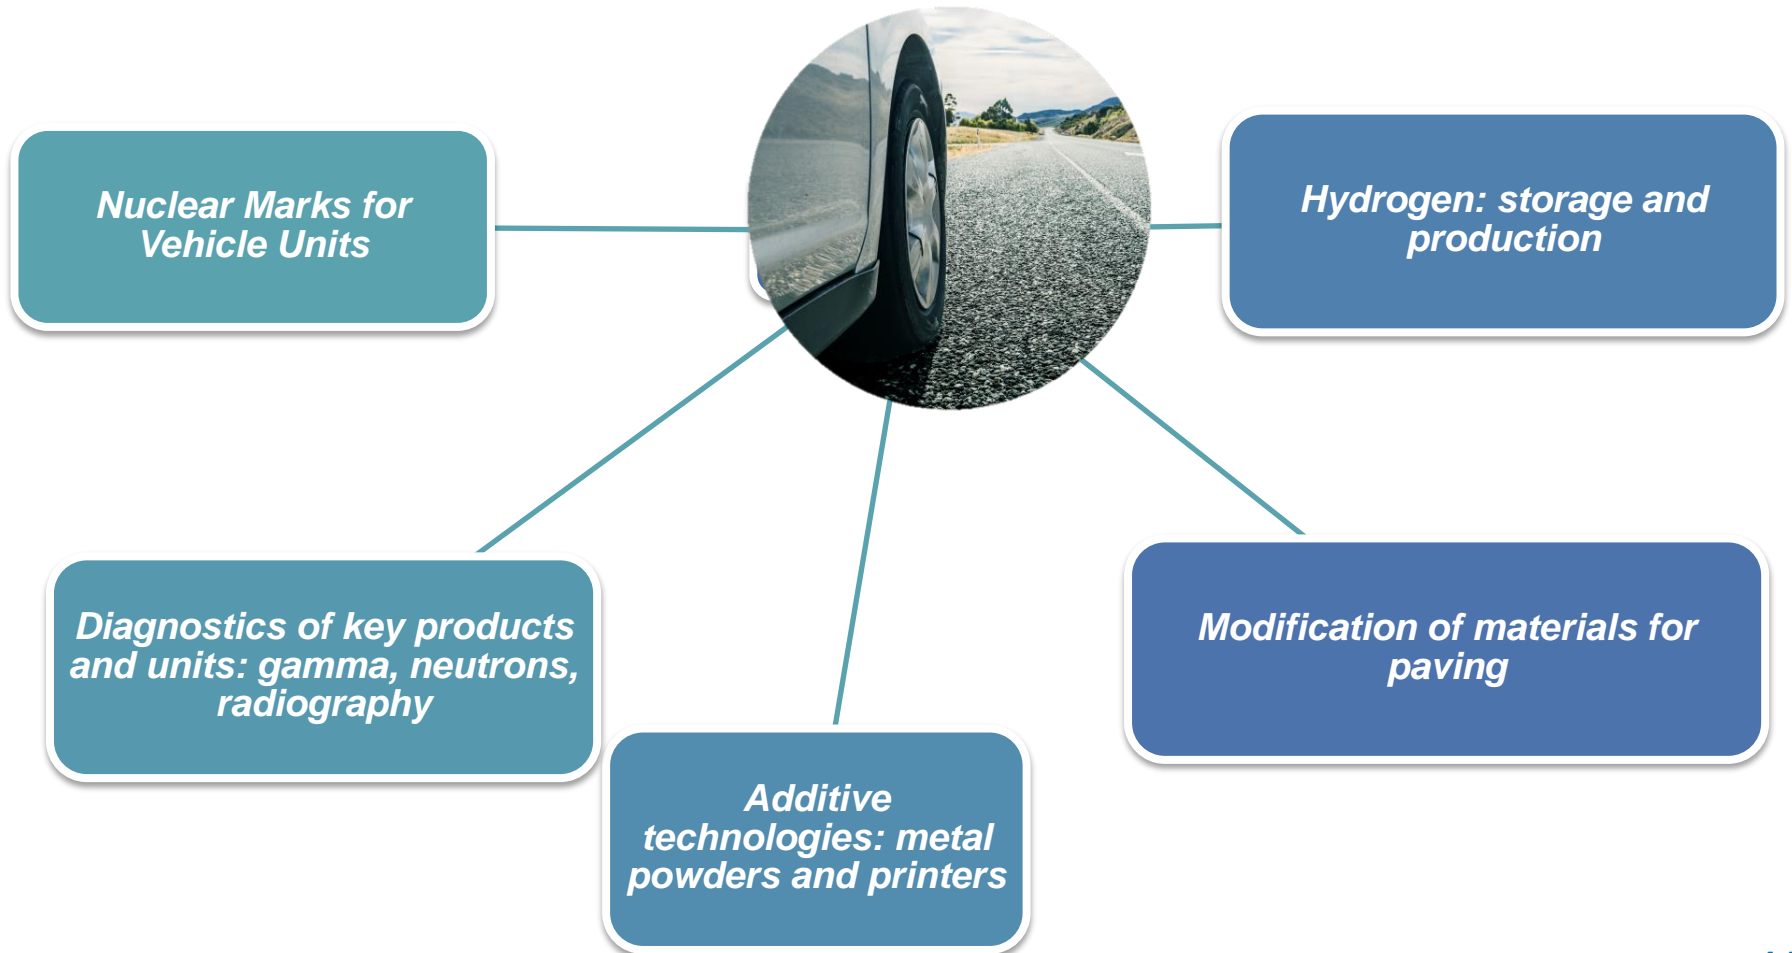 Nuclear Marks for
Vehicle Units
Hydrogen: storage and
production
Diagnostics of key products
and units: gamma, neutrons,
radiography
Modification of materials for
paving
Additive
technologies: metal
powders and printers